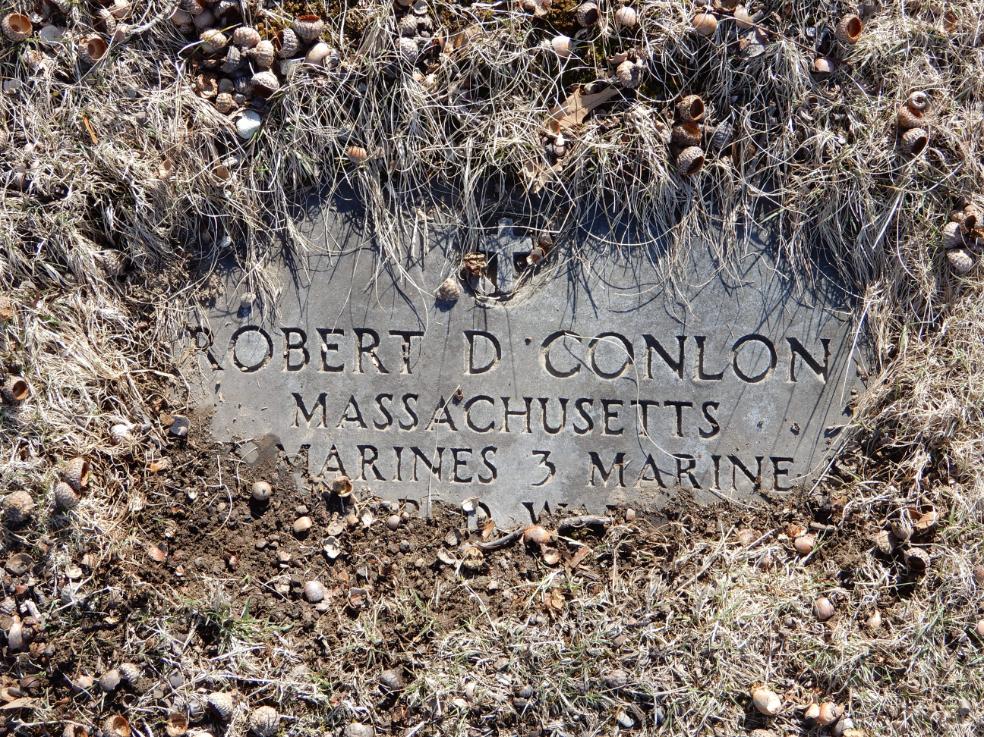 ROBERT D CONLON
MASSACHUSETTS
MARINES 3 MARINE